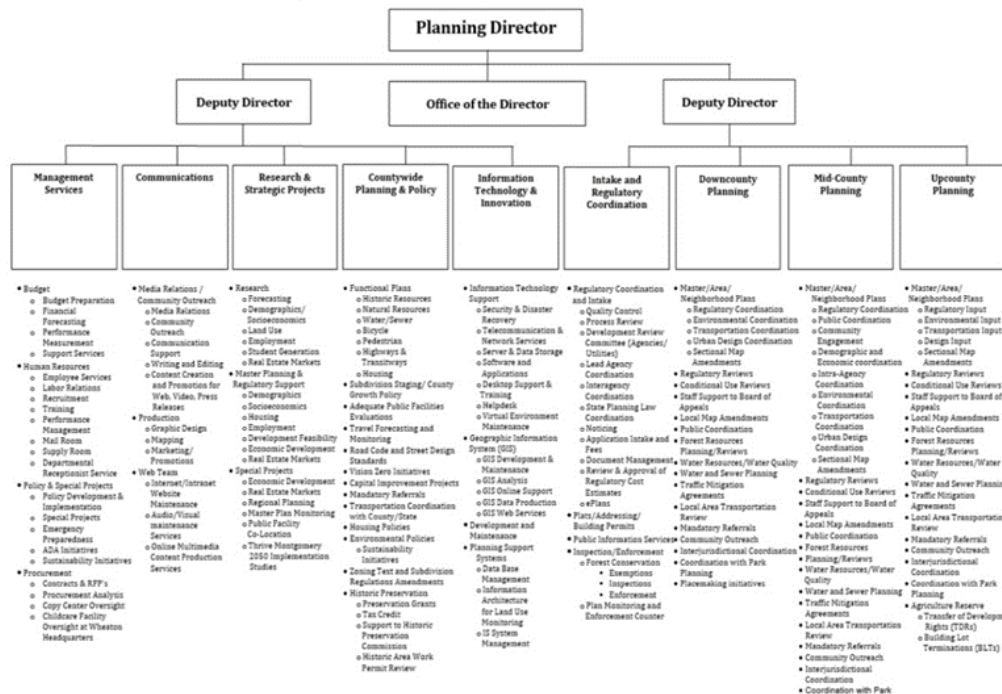 Planning Director
Deputy Director
Office of the Director
Deputy Director
Management
Services
Communications
Research &
Strategic Projects
Countywide
Planning & Policy
Information
Technology &
Innovation
Intake and
Regulatory
Coordination
Downcounty
Planning
Mid-County
Planning
Upcounty
Planning
• Budget
o Budget Preparation
o Financial
Forecasting
o Performance
Measurement
o Support Services
• Human Resources
o Employee Services
o Labor Relations
o Recruitment
o Training
o Performance
Management
o Mail Room
o Supply Room
o Departmental
Receptionist Service
• Policy & Special Projects
o Policy Development &
Implementation
o Special Projects
o Emergency
Preparedness
o ADA Initiatives
o Sustainability Initiatives
• Procurement
o Contracts & RFP's
o Procurement Analysis
o Copy Center Oversight
o Childcare Facility
Oversight at Wheaton
Headquarters
• Media Relations /
Community Outreach
o Media Relations
o Community
Outreach
o Communication
Support
o Writing and Editing
o Content Creation
and Promotion for
Web, Video, Press
Releases
• Production
o Graphic Design
o Mapping
o Marketing/
Promotions
• Web Team
o Internet/Intranet
Website
Maintenance
o Audio/Visual
maintenance
Services
o Online Multimedia
Content Production
Services
• Research
o Forecasting
o Demographics/
Socioeconomics
o Land Use
o Employment
o Student Generation
o Real Estate Markets
• Master Planning &
Regulatory Support
o Demographics
o Socioeconomics
o Housing
o Employment
o Development Feasibility
o Economic Development
o Real Estate Markets
• Special Projects
o Economic Development
o Real Estate Markets
o Regional Planning
o Master Plan Monitoring
o Public Facility
Co-Location
o Thrive Montgomery
2050 Implementation
Studies
• Functional Plans
o Historic Resources
o Natural Resources
o Water/Sewer
o Bicycle
o Pedestrian
o Highways &
Transitways
o Housing
• Subdivision Staging/ County
Growth Policy
• Adequate Public Facilities
Evaluations
• Travel Forecasting and
Monitoring
• Road Code and Street Design
Standards
• Vision Zero Initiatives
• Capital Improvement Projects
• Mandatory Referrals
• Transportation Coordination
with County/State
• Housing Policies
• Environmental Policies
o Sustainability
Initiatives
• Zoning Text and Subdivision
Regulations Amendments
• Historic Preservation
o Preservation Grants
o Tax Credit
o Support to Historic
Preservation
Commission
o Historic Area Work
Permit Review
• Information Technology
Support
o Security & Disaster
Recovery
o Telecommunication &
Network Services
o Server & Data Storage
o Software and
Applications
o Desktop Support &
Training
o Helpdesk
o Virtual Environment
Maintenance
• Geographic Information
System (GIS)
o GIS Development &
Maintenance
o GIS Analysis
o GIS Online Support
o GIS Data Production
o GIS Web Services
• Development and
Maintenance
• Planning Support
Systems
o Data Base
Management
o Information
Architecture
for Land Use
Monitoring
o IS System
Management
• Regulatory Coordination
and Intake
o Quality Control
o Process Review
o Development Review
Committee (Agencies/
Utilities)
o Lead Agency
Coordination
o Interagency
Coordination
o State Planning Law
Coordination
o Noticing
o Application Intake and
Fees
o Document Management
o Review & Approval of
Regulatory Cost
Estimates
o ePlans
• Plats/Addressing/
Building Permits
• Public Information Services
• Inspection/Enforcement
o Forest Conservation
• Exemptions
• Inspections
• Enforcement
o Plan Monitoring and
Enforcement Counter
• Master/Area/
Neighborhood Plans
o Regulatory Coordination
o Environmental Coordination
o Transportation Coordination
o Urban Design Coordination
o Sectional Map
Amendments
• Regulatory Reviews
• Conditional Use Reviews
• Staff Support to Board of
Appeals
• Local Map Amendments
• Public Coordination
• Forest Resources
Planning/Reviews
• Water Resources/Water Quality
• Water and Sewer Planning
• Traffic Mitigation
Agreements
• Local Area Transportation
Review
• Mandatory Referrals
• Community Outreach
• Interjurisdictional Coordination
• Coordination with Park
Planning
• Placemaking initiatives
• Master/Area/
Neighborhood Plans
o Regulatory Coordination
o Public Coordination
o Community
Engagement
o Demographic and
Economic coordination
o Intra-Agency
Coordination
o Environmental
Coordination
o Transportation
Coordination
o Urban Design
Coordination
o Sectional Map
Amendments
• Regulatory Reviews
• Conditional Use Reviews
• Staff Support to Board of
Appeals
• Local Map Amendments
• Public Coordination
• Forest Resources
• Planning/Reviews
• Water Resources/Water
Quality
• Water and Sewer Planning
• Traffic Mitigation
Agreements
• Local Area Transportation
Review
• Mandatory Referrals
• Community Outreach
• Interjurisdictional
Coordination
• Coordination with Park
• Master/Area/
Neighborhood Plans
o Regulatory Input
o Environmental Input
o Transportation Input
o Design Input
o Sectional Map
Amendments
• Regulatory Reviews
• Conditional Use Reviews
• Staff Support to Board of
Appeals
• Local Map Amendments
• Public Coordination
• Forest Resources
Planning/Reviews
• Water Resources/Water
Quality
• Water and Sewer Planning
• Traffic Mitigation
Agreements
• Local Area Transportation
Review
• Mandatory Referrals
• Community Outreach
• Interjurisdictional
Coordination
• Coordination with Park
Planning
• Agriculture Reserve
o Transfer of Develop
Rights (TDRs)
o Building Lot
Terminations (BLTs)